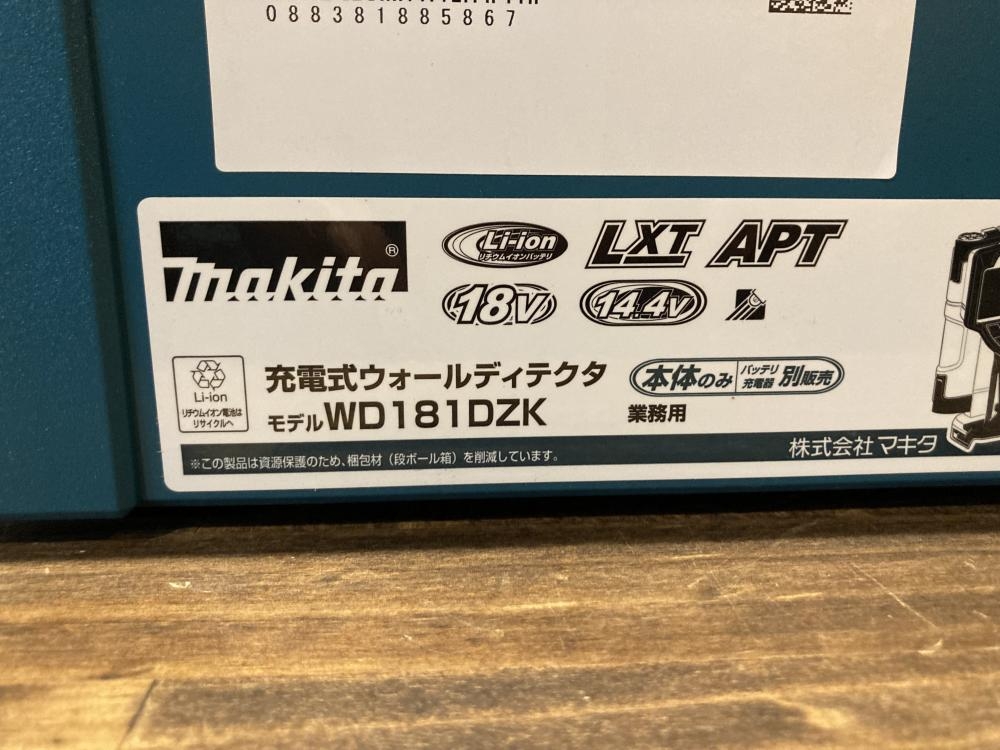 088381885867
makita®
Li-ion
リチウムイオンバッテリ
LXT
APT
18V
14.4V
Li-ion
リチウムイオン電池は
リサイクルへ
充電式ウォールディテクタ
モデルWD181DZK
本体のみ
バッテリ
充電器
別販売
業務用
※この製品は資源保護のため、梱包材(段ボール箱)を削減しています。
株式会社マキタ